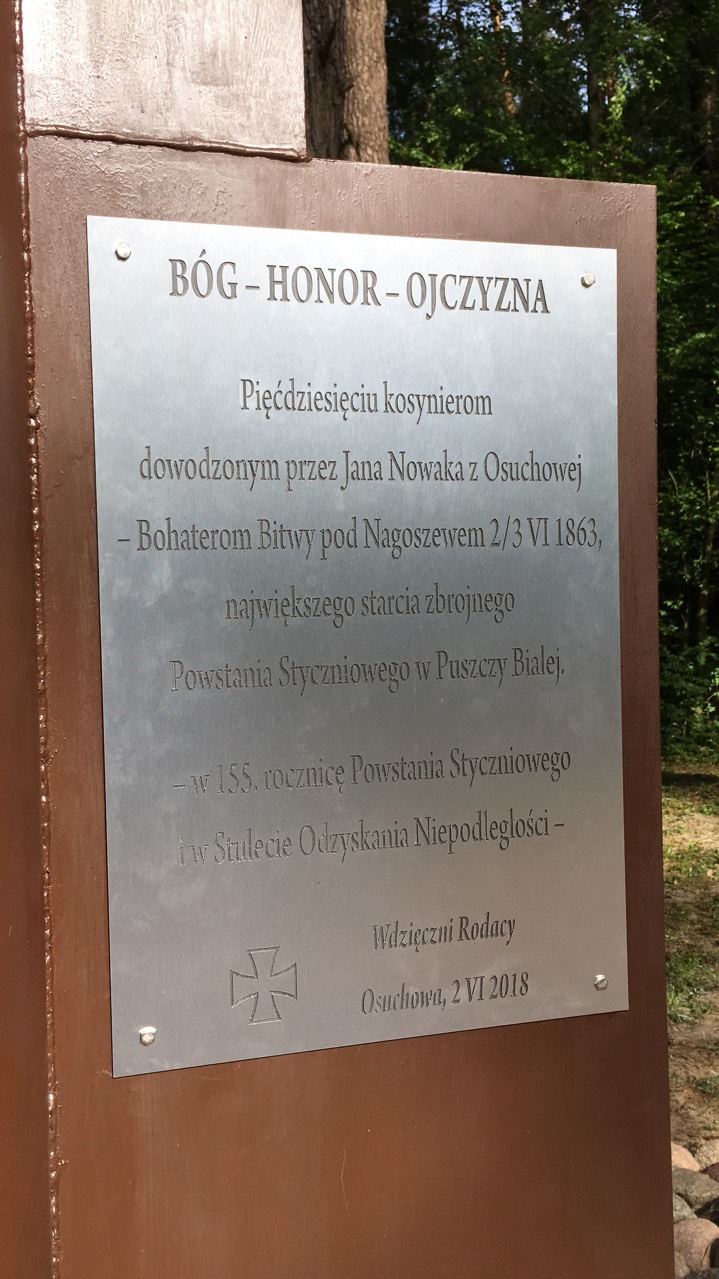 BÓG – HONOR – OJCZYZNA
Pięćdziesięciu kosynierom
dowodzonym przez Jana Nowaka z Osuchowej
– Bohaterom Bitwy pod Nagoszewem 2/3 VI 1863,
największego starcia zbrojnego
Powstania Styczniowego w Puszczy Białej.
– w 155. rocznicę Powstania Styczniowego
i w Stulecie Odzyskania Niepodległości –
Wdzięczni Rodacy
Osuchowa, 2 VI 2018